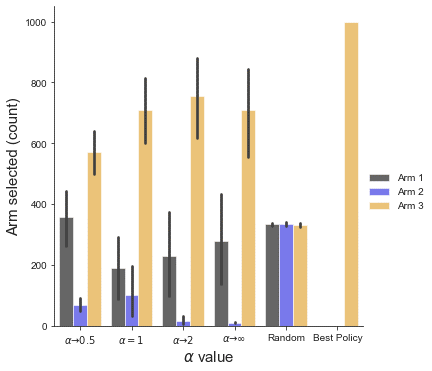 1000
800
600
400
200
0
Arm selected (count)
α→0.5 α=1 α→2 α→∞ Random Best Policy
α value
Arm 1
Arm 2
Arm 3